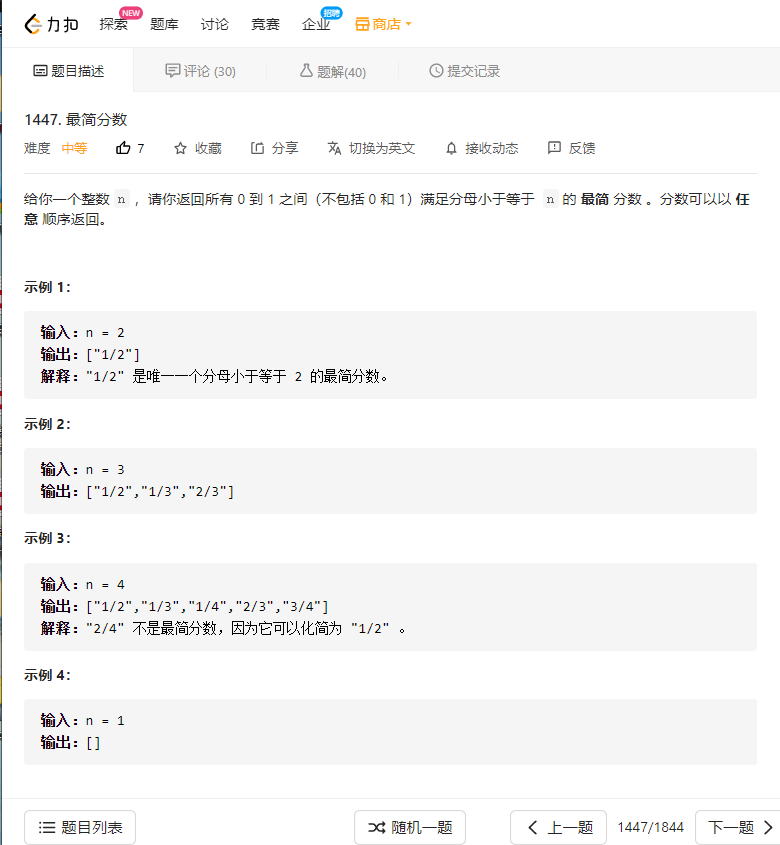 力扣 探索 NEW 题库 讨论 竞赛 企业 招聘 商店
题目描述 评论 (30) 题解(40) 提交记录
1447. 最简分数
难度 中等 7 收藏 分享 切换为英文 接收动态 反馈
给你一个整数 n ，请你返回所有 0 到 1 之间（不包括 0 和 1）满足分母小于等于 n 的 最简 分数 。分数可以以 任
意 顺序返回。
示例 1：
输入：n = 2
输出：["1/2"]
解释："1/2" 是唯一一个分母小于等于 2 的最简分数。
示例 2：
输入：n = 3
输出：["1/2","1/3","2/3"]
示例 3：
输入：n = 4
输出：["1/2","1/3","1/4","2/3","3/4"]
解释："2/4" 不是最简分数，因为它可以化简为 "1/2" 。
示例 4：
输入：n = 1
输出：[]
题目列表 随机一题 上一题 1447/1844 下一题